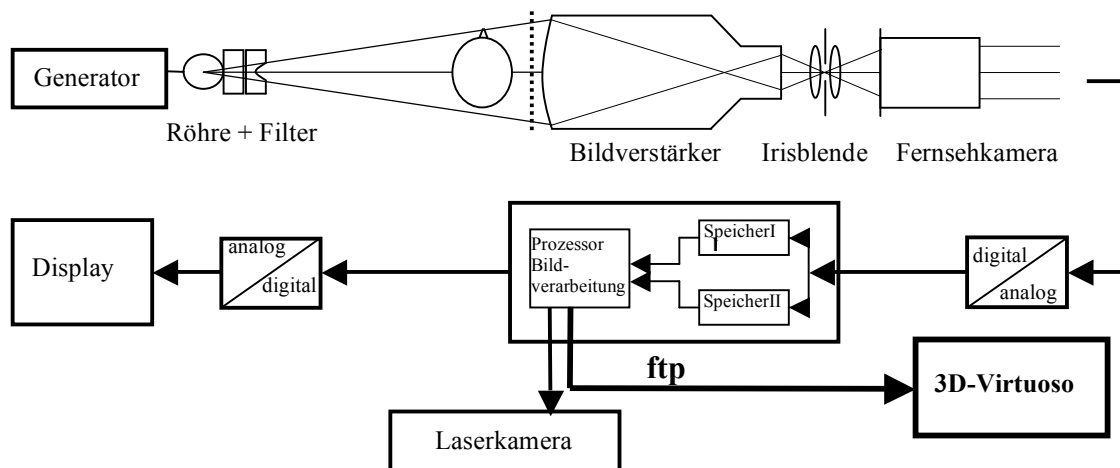 Generator
Röhre + Filter
Bildverstärker
Irisblende
Fernsehkamera
Display
analog
digital
Prozessor
Bild-
verarbeitung
SpeicherI
I
SpeicherII
digital
analog
ftp
3D-Virtuoso
Laserkamera